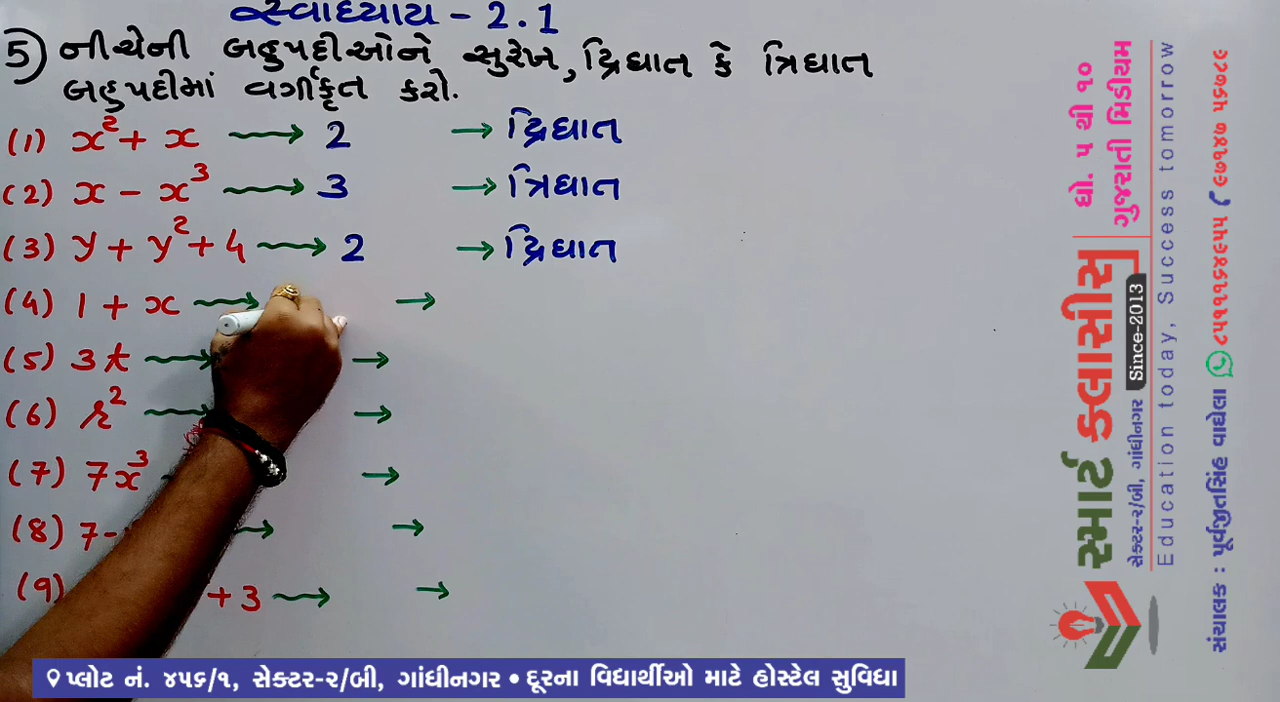 સ્વાધ્યાય - 2.1
5) નીચેની બહુપદીઓને સુરેખ, દ્વિઘાત કે ત્રિઘાત
બહુપદીમાં વર્ગીકૃત કરો.
(1) x² + x → 2 → દ્વિઘાત
(2) x - x³ → 3 → ત્રિઘાત
(3) y + y² + 4 → 2 → દ્વિઘાત
(4) 1 + x → →
(5) 3t → →
(6) r² → →
(7) 7x³ →
(8) 7- → →
(9) +3 → →
ધો. ૫ થી ૧૦
ગુજરાતી મિડીયમ
સ્માર્ટ ક્લાસીસ
Since-2013
સેક્ટર-૨/બી, ગાંધીનગર
Education today, Success tomorrow
સંચાલક : પૂર્વજીતસિંહ વાઘેલા
પ્લોટ નં. ૪૫૬/૧, સેક્ટર-૨/બી, ગાંધીનગર • દૂરના વિદ્યાર્થીઓ માટે હોસ્ટેલ સુવિધા